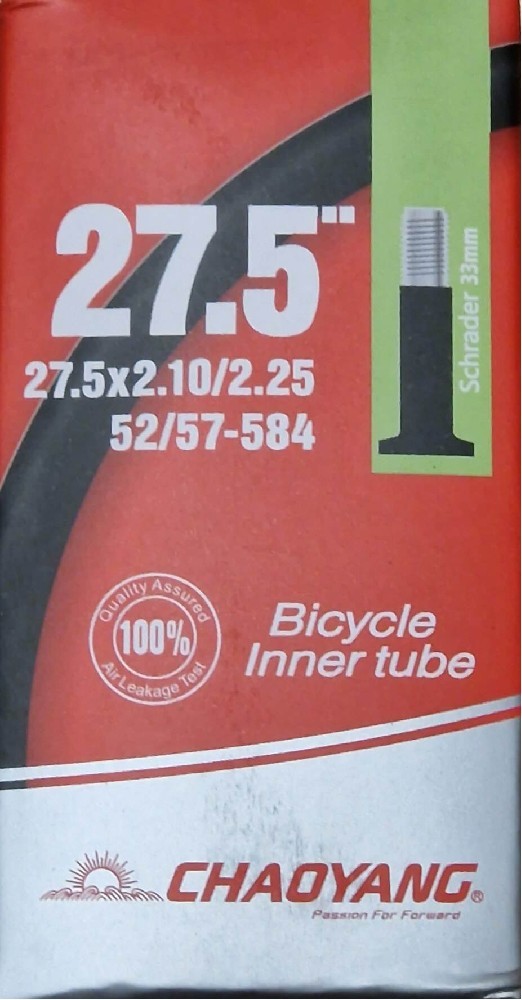 27.5"
27.5x2.10/2.25
52/57-584
Schrader 33mm
Quality Assured
100%
Air Leakage Test
Bicycle
Inner tube
CHAOYANG®
Passion For Forward